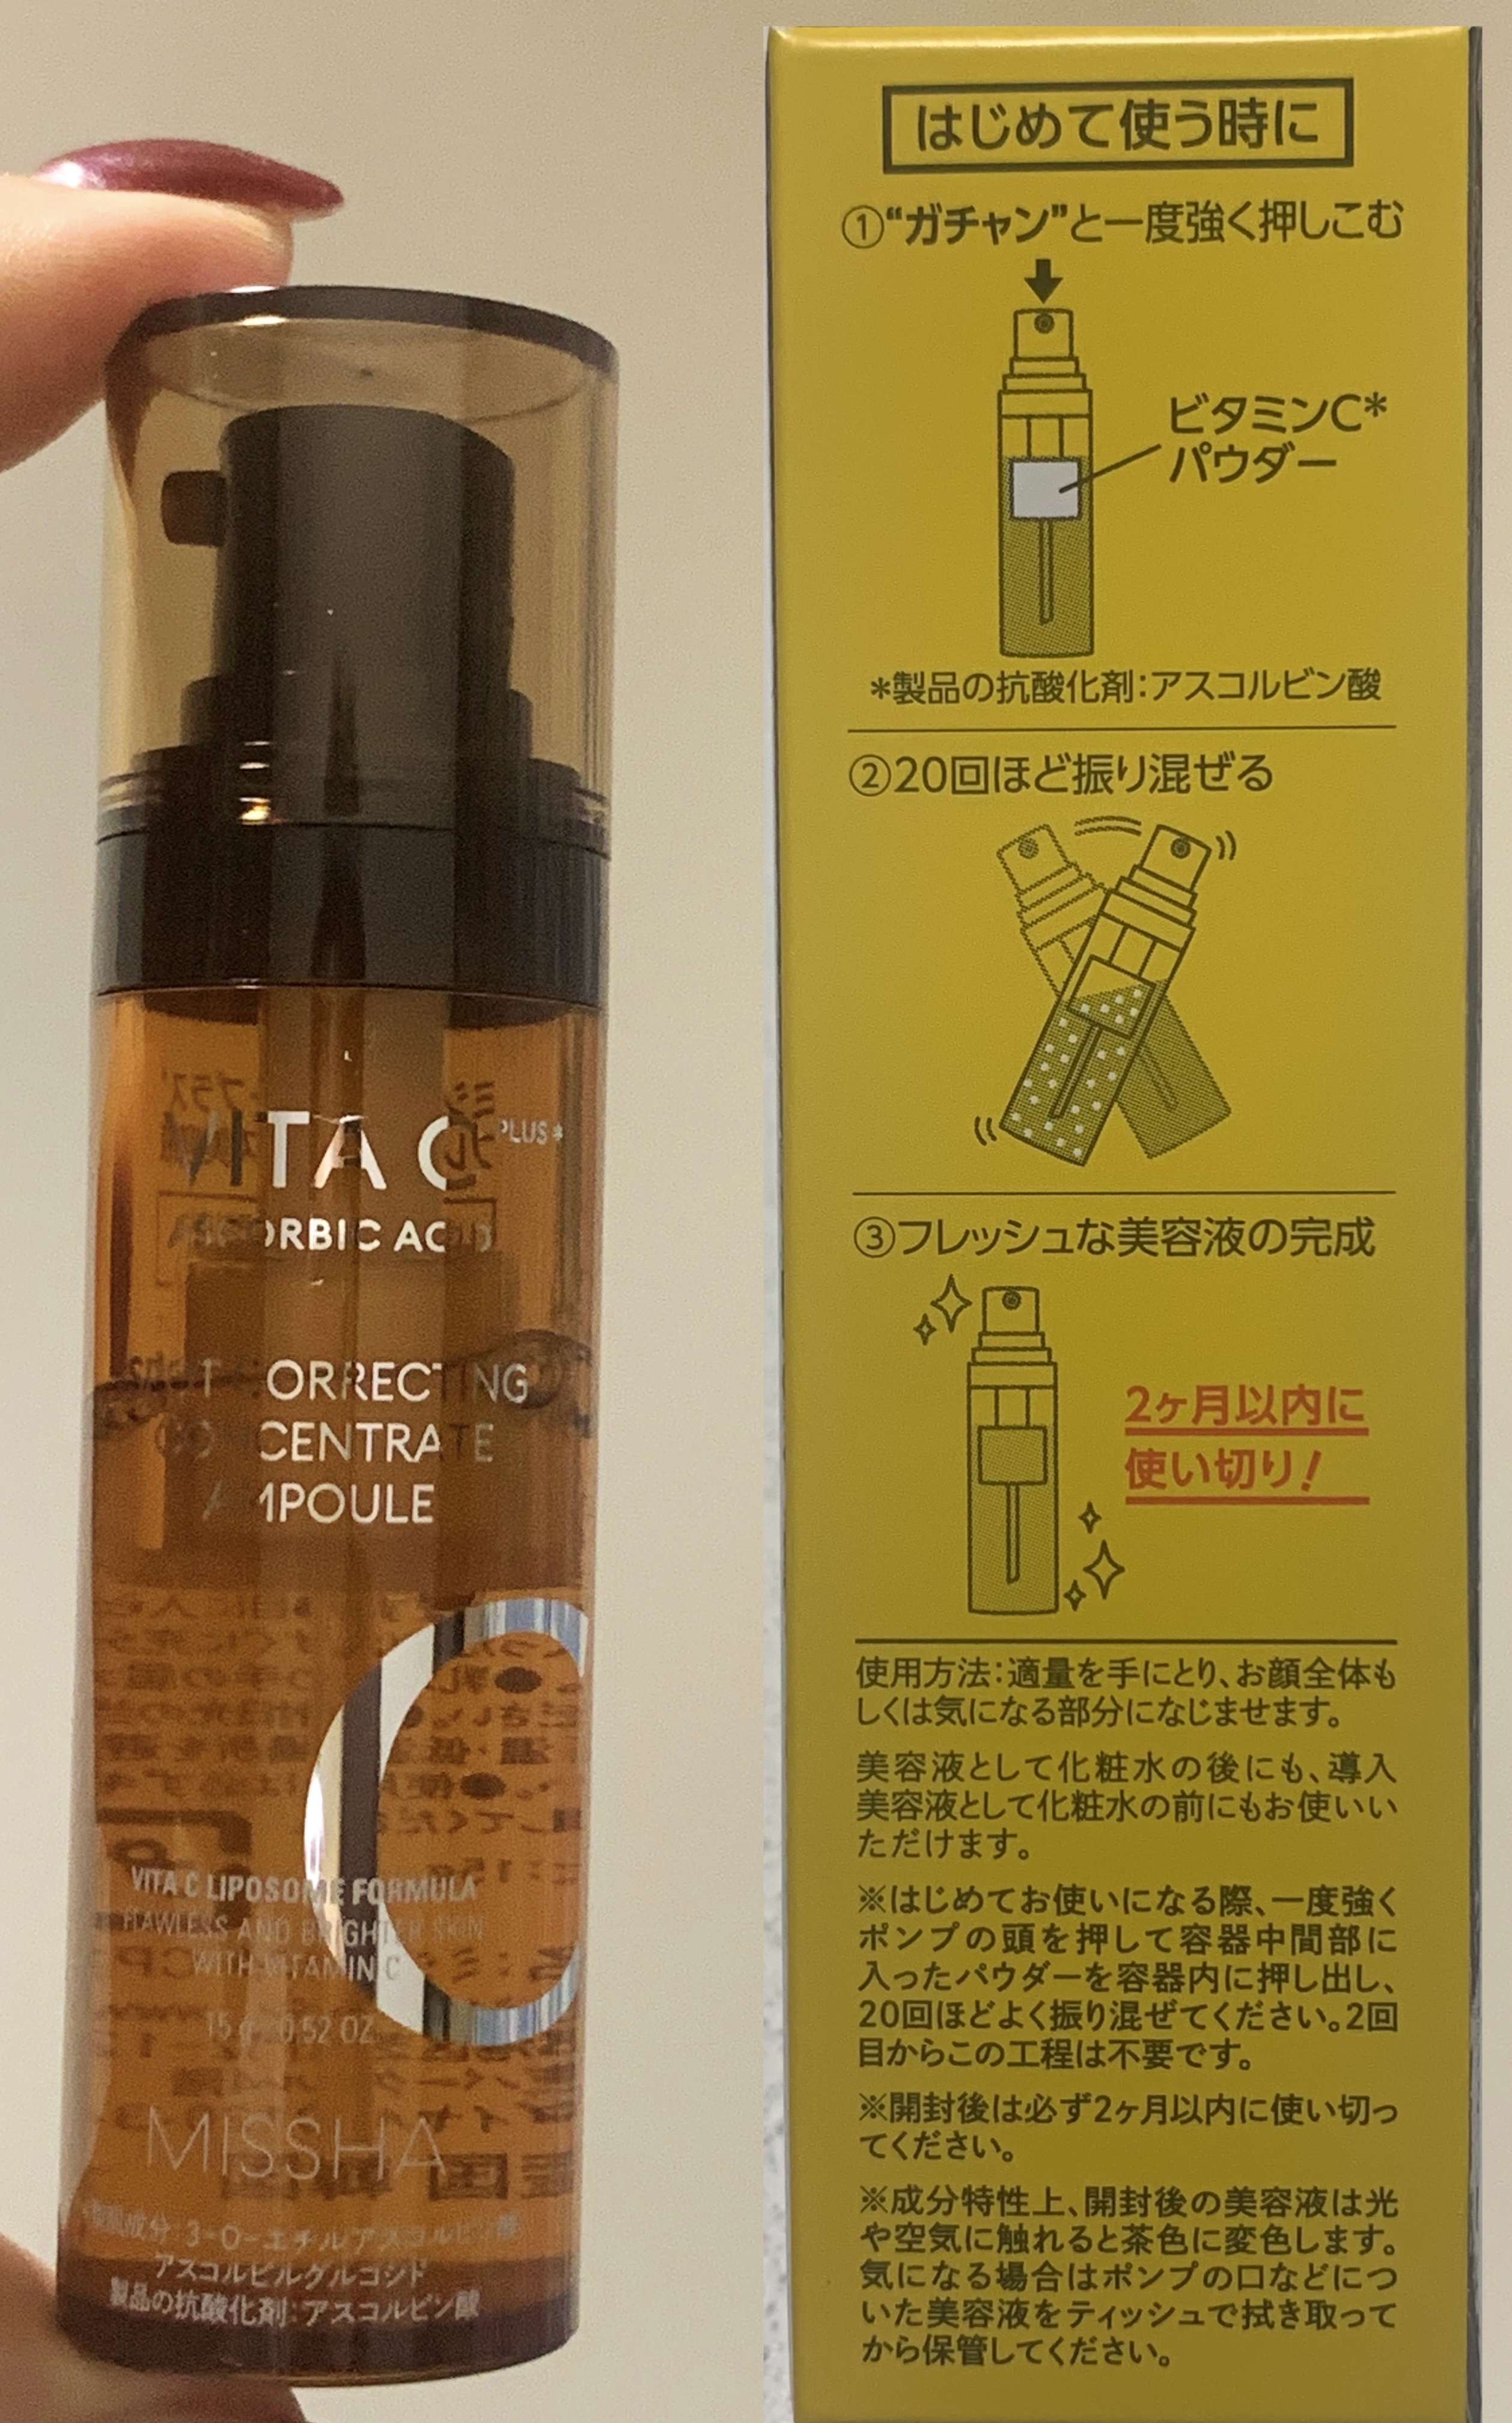 VITA C PLUS*
ASCORBIC ACID
SPOT CORRECTING
CONCENTRATE
AMPOULE
VITA C LIPOSOME FORMULA
FLAWLESS AND BRIGHTER SKIN
WITH VITAMIN C
15 g 0.52 OZ.
MISSHA
*整肌成分:3-O-エチルアスコルビン酸
アスコルビルグルコシド
製品の抗酸化剤:アスコルビン酸
はじめて使う時に
①“ガチャン”と一度強く押しこむ
ビタミンC*
パウダー
*製品の抗酸化剤:アスコルビン酸
②20回ほど振り混ぜる
③フレッシュな美容液の完成
2ヶ月以内に
使い切り!
使用方法:適量を手にとり、お顔全体も
しくは気になる部分になじませます。
美容液として化粧水の後にも、導入
美容液として化粧水の前にもお使いい
ただけます。
※はじめてお使いになる際、一度強く
ポンプの頭を押して容器中間部に
入ったパウダーを容器内に押し出し、
20回ほどよく振り混ぜてください。2回
目からこの工程は不要です。
※開封後は必ず2ヶ月以内に使い切っ
てください。
※成分特性上、開封後の美容液は光
や空気に触れると茶色に変色します。
気になる場合はポンプの口などにつ
いた美容液をティッシュで拭き取って
から保管してください。